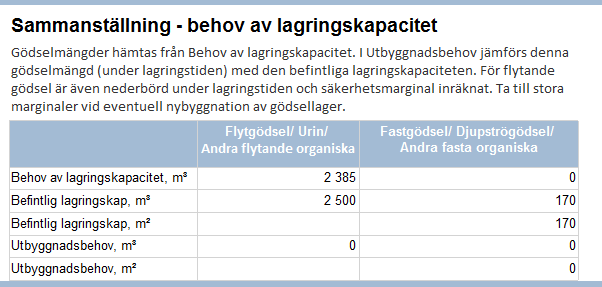 Sammanställning - behov av lagringskapacitet
Gödselmängder hämtas från Behov av lagringskapacitet. I Utbyggnadsbehov jämförs denna
gödselmängd (under lagringstiden) med den befintliga lagringskapaciteten. För flytande
gödsel är även nederbörd under lagringstiden och säkerhetsmarginal inräknat. Ta till stora
marginaler vid eventuell nybyggnation av gödsellager.
Flytgödsel/ Urin/ Fastgödsel/ Djupströgödsel/
Andra flytande organiska Andra fasta organiska
Behov av lagringskapacitet, m³ 2 385 0
Befintlig lagringskap, m³ 2 500 170
Befintlig lagringskap, m² 170
Utbyggnadsbehov, m³ 0 0
Utbyggnadsbehov, m² 0